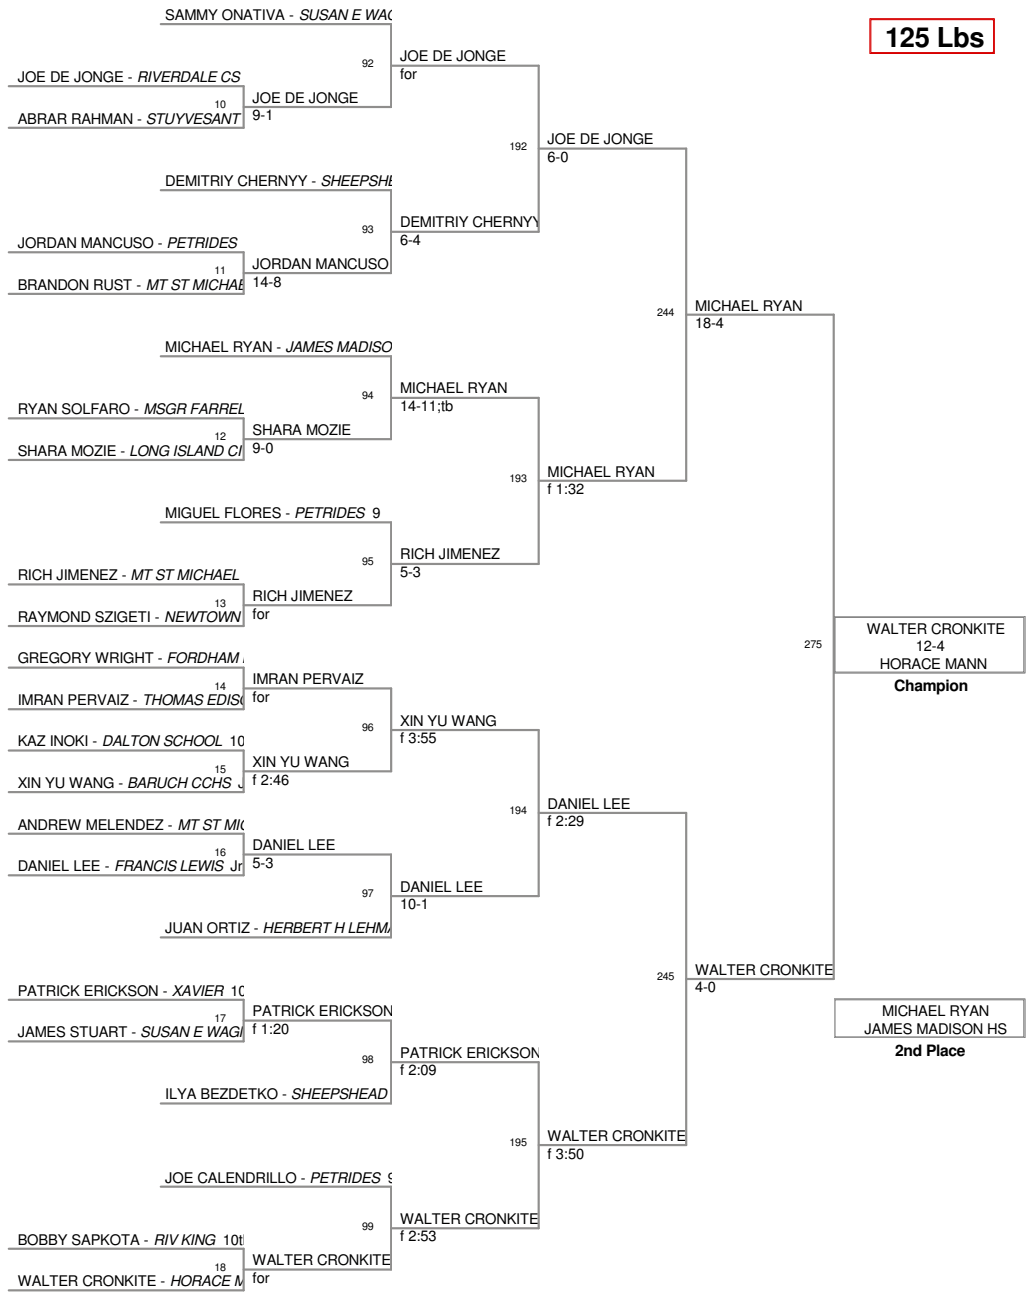 125 Lbs
SAMMY ONATIVA - SUSAN E WAG
92
JOE DE JONGE
for
JOE DE JONGE - RIVERDALE CS
10
JOE DE JONGE
9-1
ABRAR RAHMAN - STUYVESANT
192
JOE DE JONGE
6-0
DEMITRIY CHERNYY - SHEEPSHE
93
DEMITRIY CHERNYY
6-4
JORDAN MANCUSO - PETRIDES
11
JORDAN MANCUSO
14-8
BRANDON RUST - MT ST MICHAE
244
MICHAEL RYAN
18-4
MICHAEL RYAN - JAMES MADISO
94
MICHAEL RYAN
14-11;tb
RYAN SOLFARO - MSGR FARREL
12
SHARA MOZIE
9-0
SHARA MOZIE - LONG ISLAND CI
193
MICHAEL RYAN
f 1:32
MIGUEL FLORES - PETRIDES 9
95
RICH JIMENEZ
5-3
RICH JIMENEZ - MT ST MICHAEL
13
RICH JIMENEZ
for
RAYMOND SZIGETI - NEWTOWN
275
WALTER CRONKITE
12-4
HORACE MANN
Champion
GREGORY WRIGHT - FORDHAM
14
IMRAN PERVAIZ
for
IMRAN PERVAIZ - THOMAS EDISO
96
XIN YU WANG
f 3:55
KAZ INOKI - DALTON SCHOOL 10
15
XIN YU WANG
f 2:46
XIN YU WANG - BARUCH CCHS J
194
DANIEL LEE
f 2:29
ANDREW MELENDEZ - MT ST MIC
16
DANIEL LEE
5-3
DANIEL LEE - FRANCIS LEWIS Jr
97
DANIEL LEE
10-1
JUAN ORTIZ - HERBERT H LEHMA
245
WALTER CRONKITE
4-0
PATRICK ERICKSON - XAVIER 10
17
PATRICK ERICKSON
f 1:20
JAMES STUART - SUSAN E WAGN
MICHAEL RYAN
JAMES MADISON HS
2nd Place
98
PATRICK ERICKSON
f 2:09
ILYA BEZDETKO - SHEEPSHEAD
195
WALTER CRONKITE
f 3:50
JOE CALENDRILLO - PETRIDES 9
99
WALTER CRONKITE
f 2:53
BOBBY SAPKOTA - RIV KING 10th
18
WALTER CRONKITE
for
WALTER CRONKITE - HORACE M